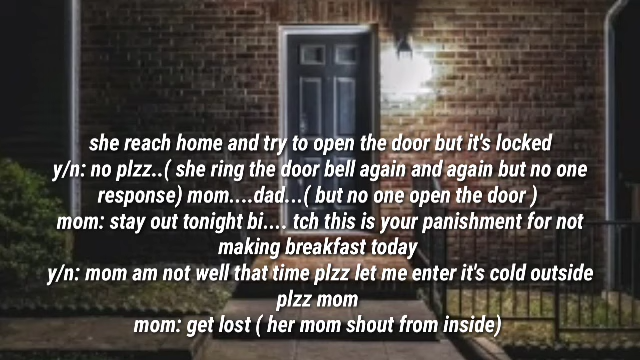 she reach home and try to open the door but it's locked
y/n: no plzz..( she ring the door bell again and again but no one
response) mom....dad...( but no one open the door )
mom: stay out tonight bi.... tch this is your panishment for not
making breakfast today
y/n: mom am not well that time plzz let me enter it's cold outside
plzz mom
mom: get lost ( her mom shout from inside)